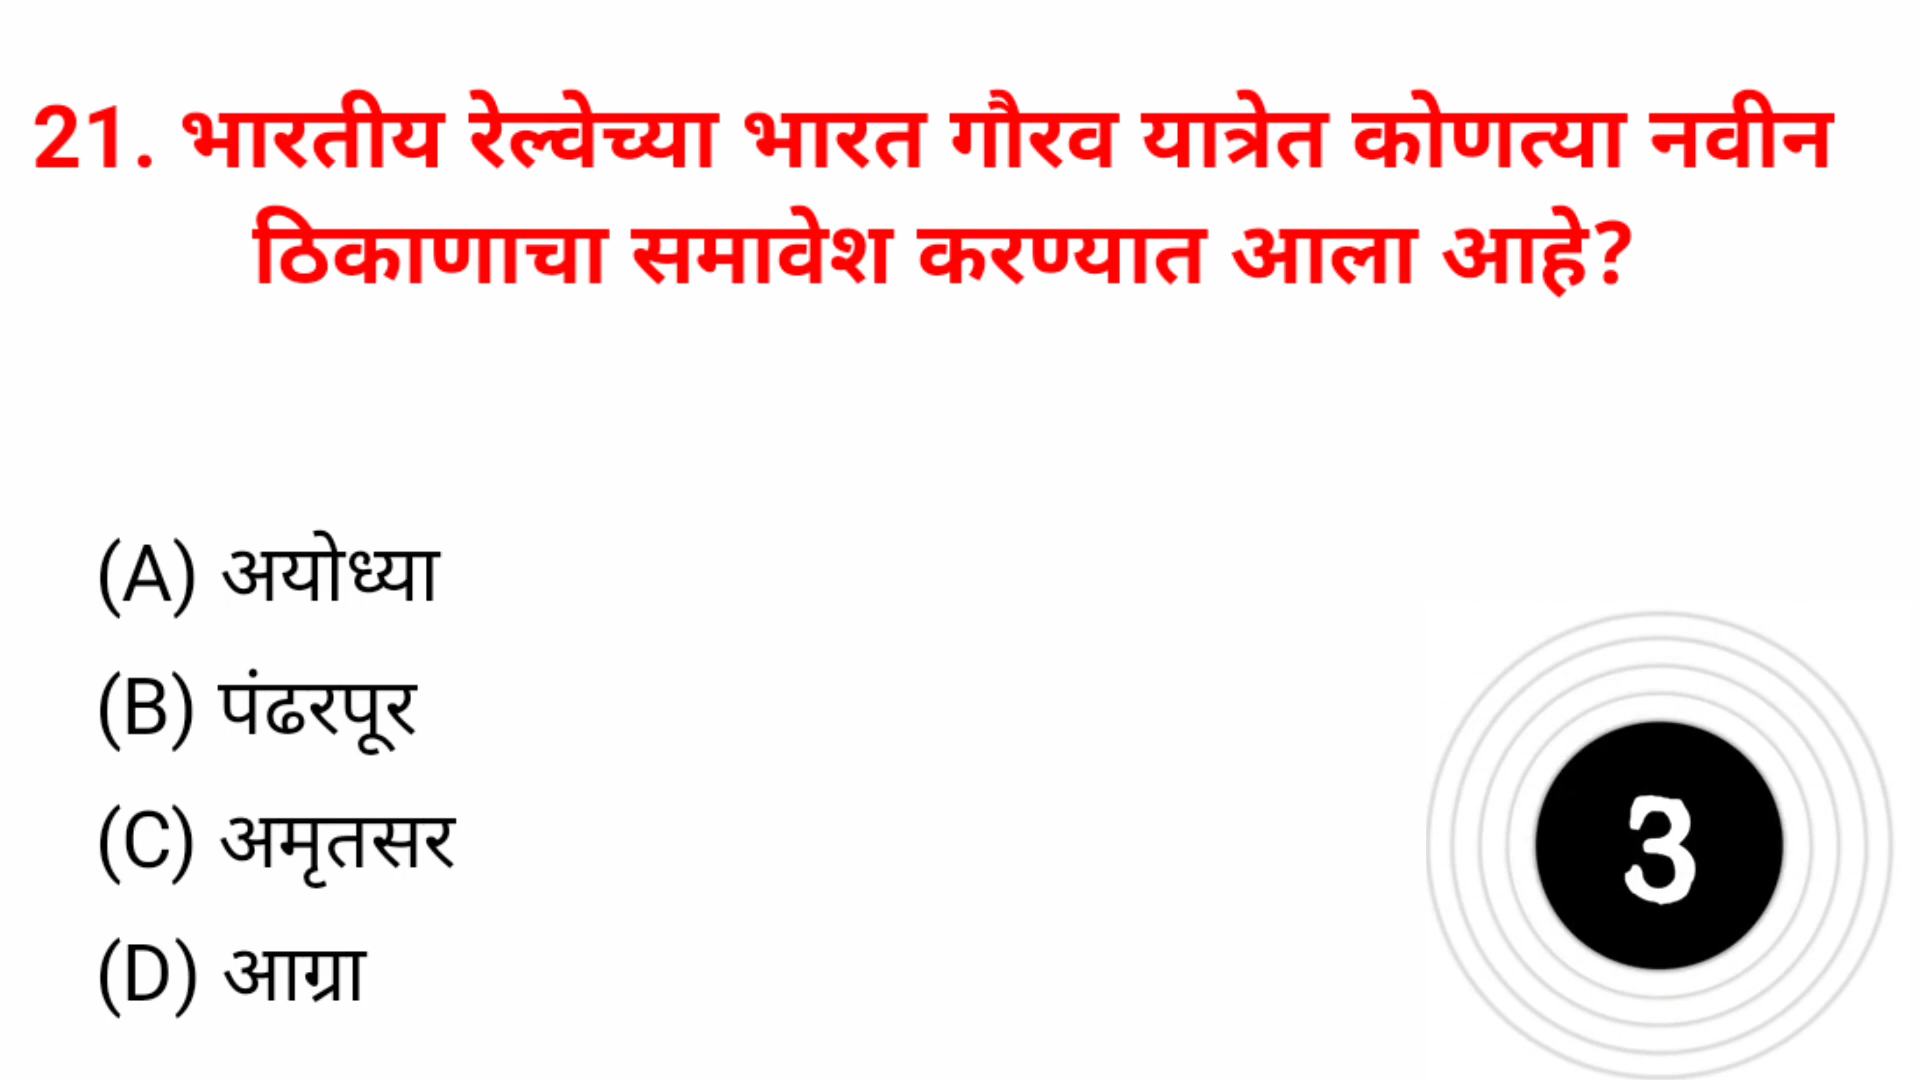 21. भारतीय रेल्वेच्या भारत गौरव यात्रेत कोणत्या नवीन
ठिकाणाचा समावेश करण्यात आला आहे?
(A) अयोध्या
(B) पंढरपूर
(C) अमृतसर
(D) आग्रा
3